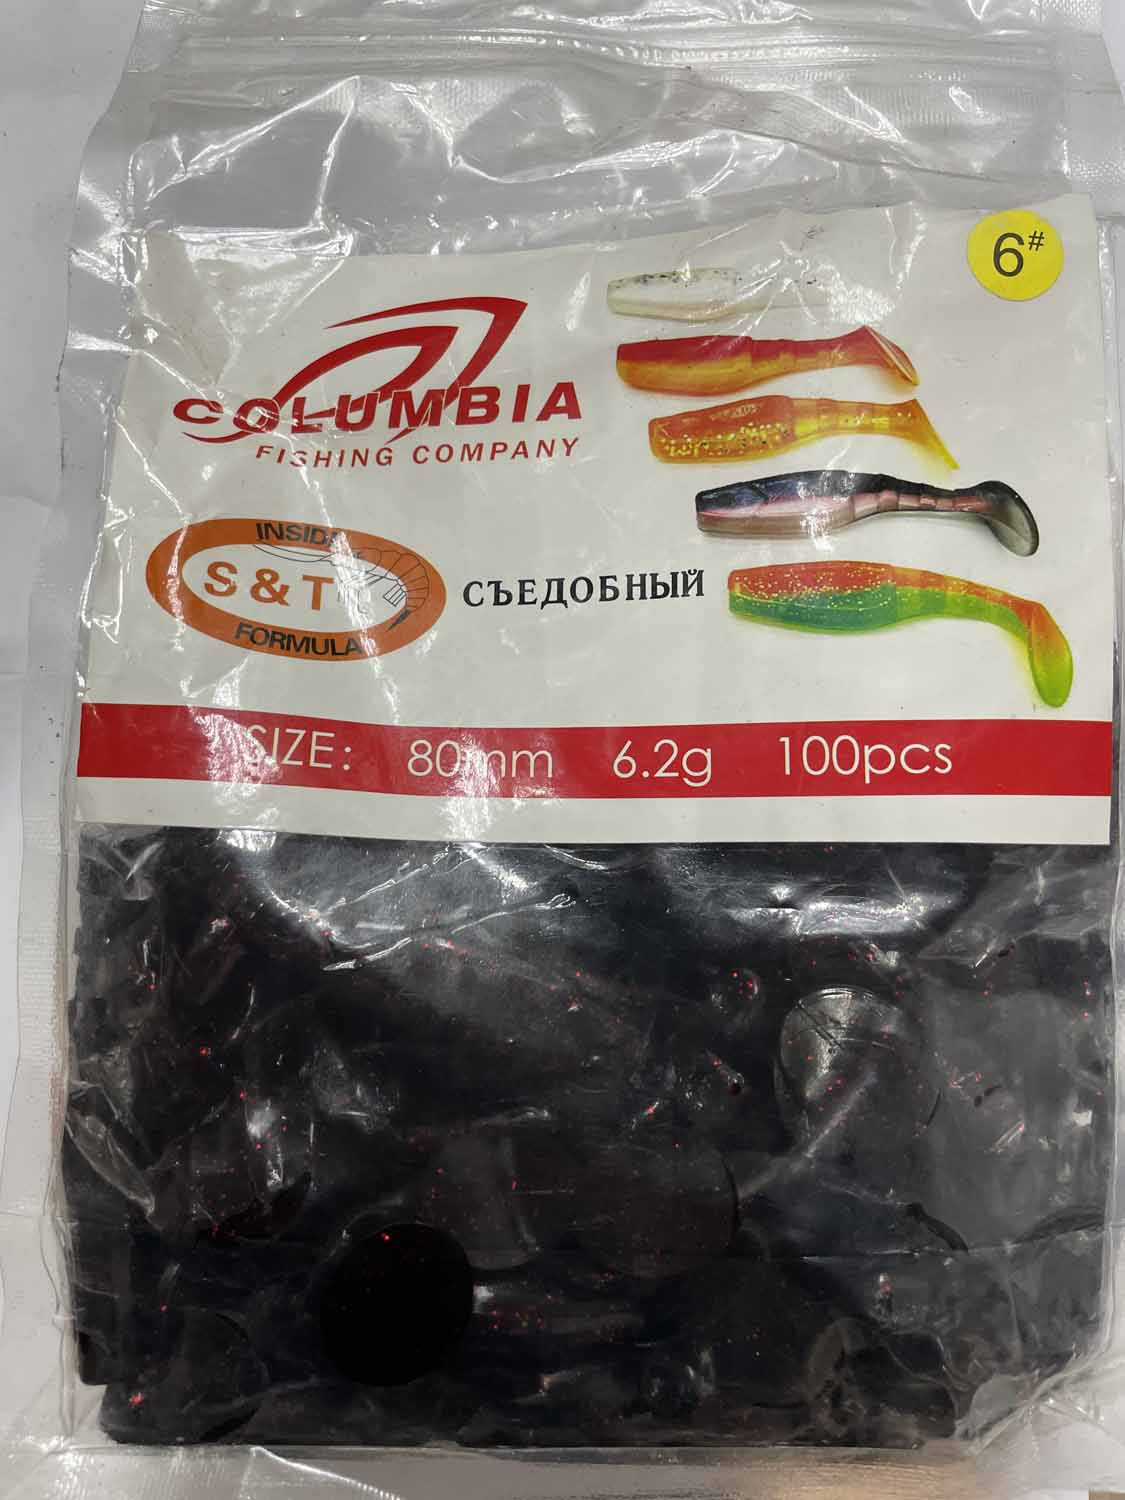 6#
COLUMBIA
FISHING COMPANY
INSIDE
S & T
FORMULA
СЪЕДОБНЫЙ
SIZE: 80mm 6.2g 100pcs